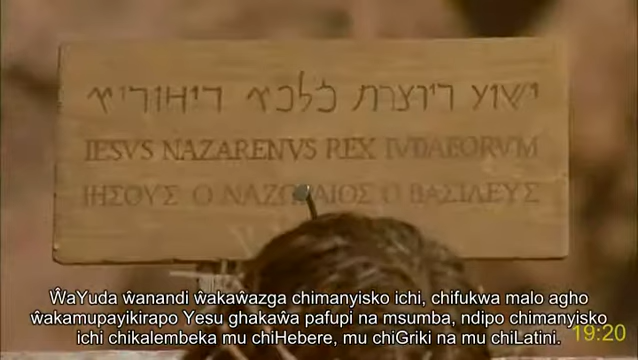 ישוע דינצרת מלכא דיהודיא
IESVS NAZARENVS REX IVDAEORVM
ΙΗΣΟΥΣ Ο ΝΑΖΩΡΑΙΟΣ Ο ΒΑΣΙΛΕΥΣ
ŴaYuda ŵanandi ŵakaŵazga chimanyisko ichi, chifukwa malo agho
ŵakamupayikirapo Yesu ghakaŵa pafupi na msumba, ndipo chimanyisko
ichi chikalembeka mu chiHebere, mu chiGriki na mu chiLatini.
19:20